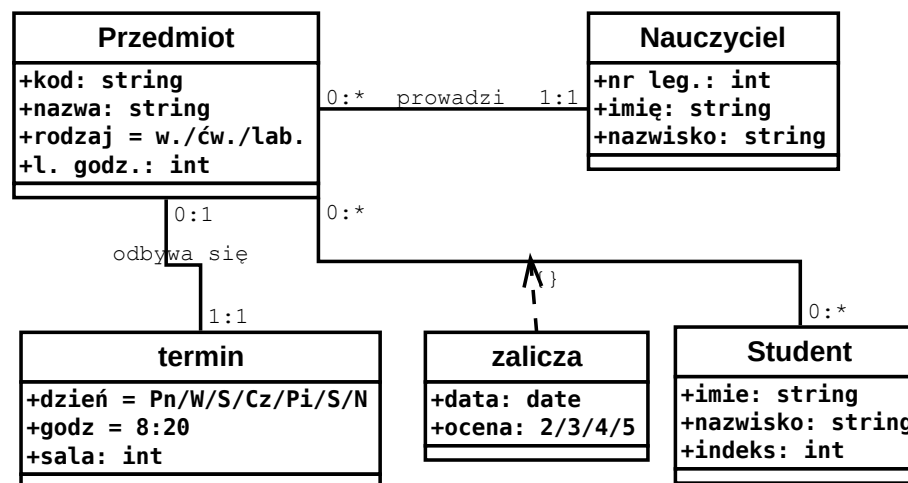 Przedmiot
+kod: string
+nazwa: string
+rodzaj = w./ćw./lab.
+l. godz.: int
0:* prowadzi 1:1
Nauczyciel
+nr leg.: int
+imię: string
+nazwisko: string
0:1
0:*
odbywa się
{}
1:1
0:*
termin
+dzień = Pn/W/S/Cz/Pi/S/N
+godz = 8:20
+sala: int
zalicza
+data: date
+ocena: 2/3/4/5
Student
+imie: string
+nazwisko: string
+indeks: int